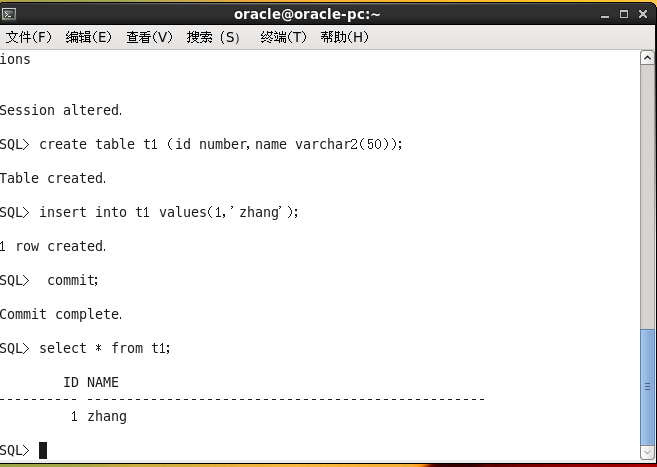 oracle@oracle-pc:~
文件(F) 编辑(E) 查看(V) 搜索 (S) 终端(T) 帮助(H)
ions
Session altered.
SQL> create table t1 (id number,name varchar2(50));
Table created.
SQL> insert into t1 values(1,'zhang');
1 row created.
SQL>  commit;
Commit complete.
SQL> select * from t1;
        ID NAME
---------- --------------------------------------------------
         1 zhang
SQL>